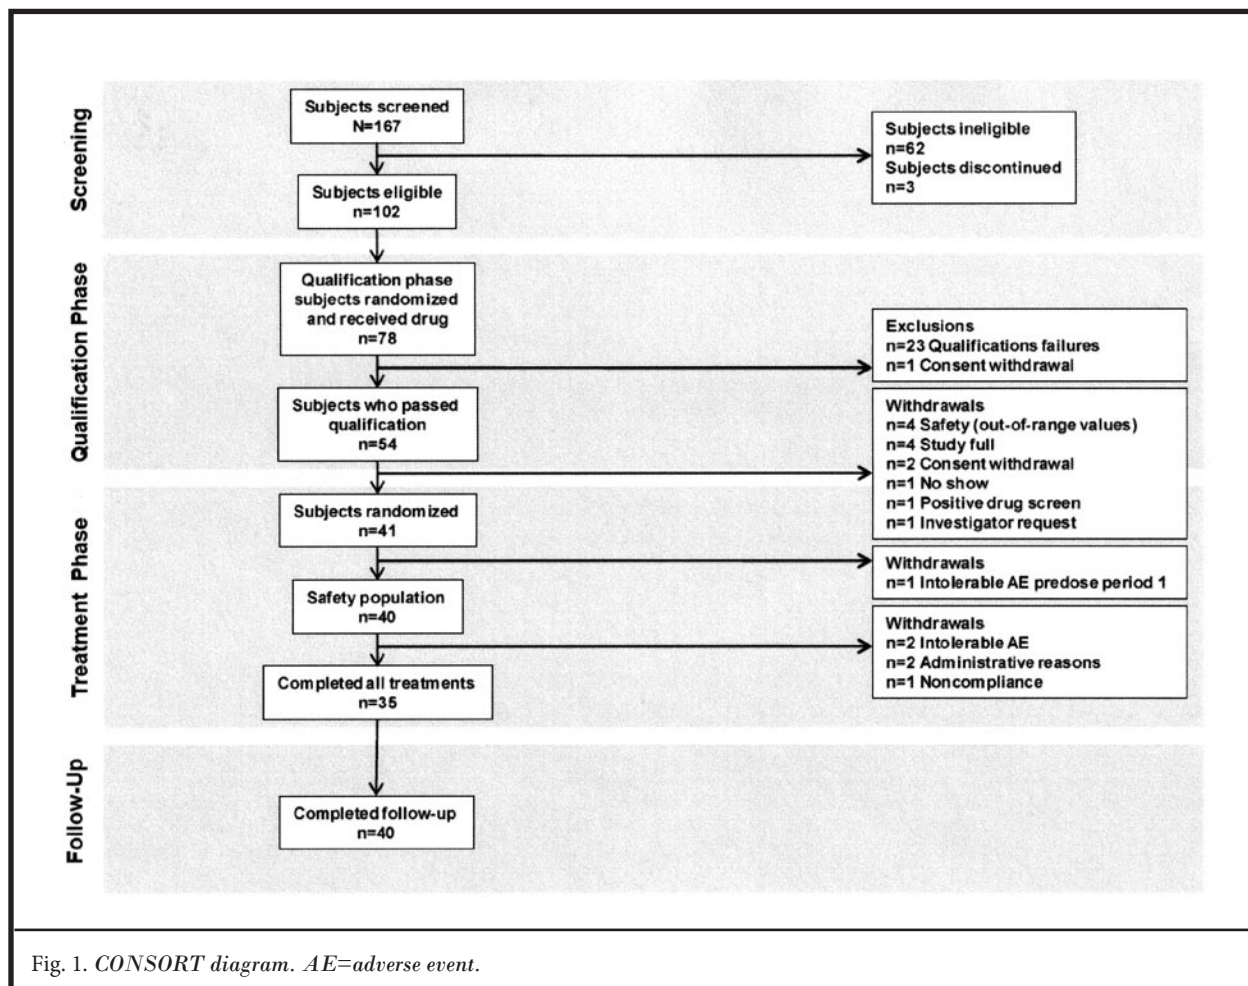 Screening
Subjects screened
N=167
Subjects ineligible
n=62
Subjects discontinued
n=3
Subjects eligible
n=102
Qualification Phase
Qualification phase
subjects randomized
and received drug
n=78
Exclusions
n=23 Qualifications failures
n=1 Consent withdrawal
Subjects who passed
qualification
n=54
Withdrawals
n=4 Safety (out-of-range values)
n=4 Study full
n=2 Consent withdrawal
n=1 No show
n=1 Positive drug screen
n=1 Investigator request
Treatment Phase
Subjects randomized
n=41
Withdrawals
n=1 Intolerable AE predose period 1
Safety population
n=40
Withdrawals
n=2 Intolerable AE
n=2 Administrative reasons
n=1 Noncompliance
Completed all treatments
n=35
Follow-Up
Completed follow-up
n=40
Fig. 1. CONSORT diagram. AE=adverse event.